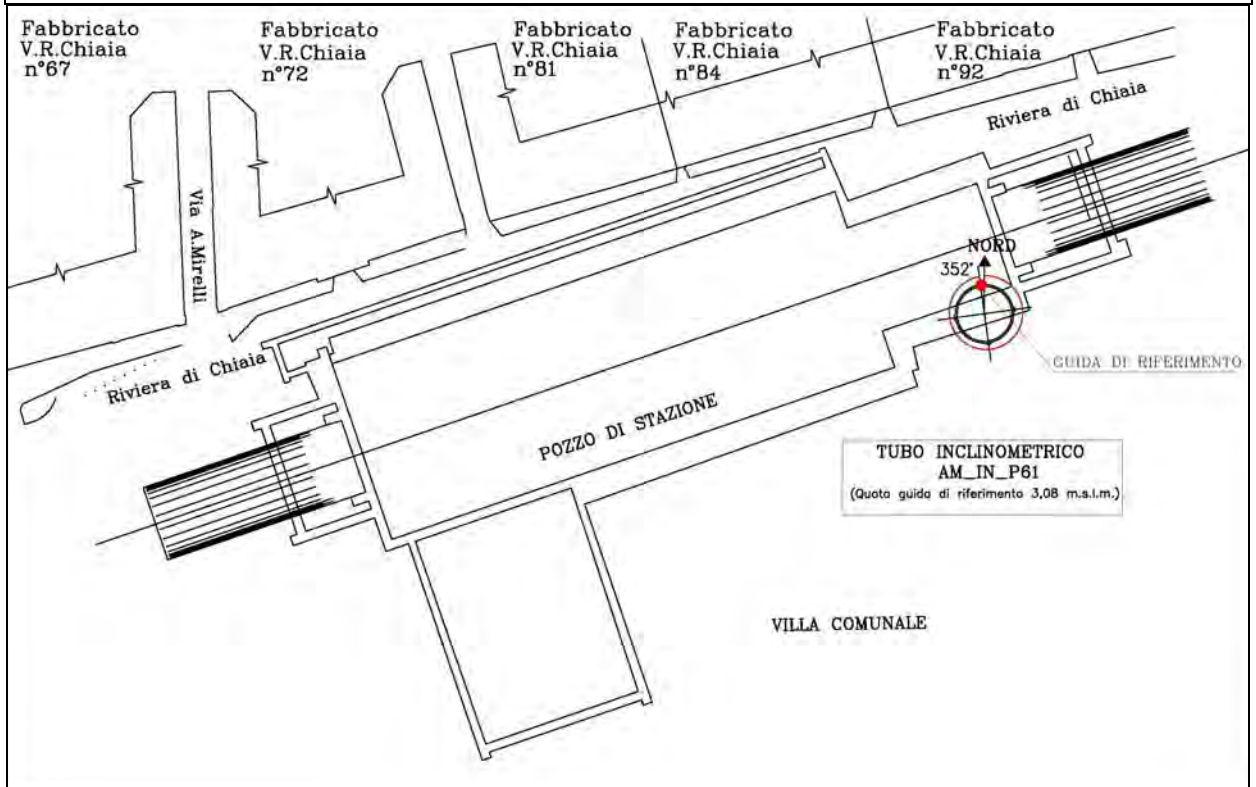 Fabbricato
V.R.Chiaia
n°67
Fabbricato
V.R.Chiaia
n°72
Fabbricato
V.R.Chiaia
n°81
Fabbricato
V.R.Chiaia
n°84
Fabbricato
V.R.Chiaia
n°92
Riviera di Chiaia
Via A.Mirelli
NORD
352°
GUIDA DI RIFERIMENTO
Riviera di Chiaia
POZZO DI STAZIONE
TUBO INCLINOMETRICO
AM_IN_P61
(Quota guida di riferimento 3,08 m.s.l.m.)
VILLA COMUNALE